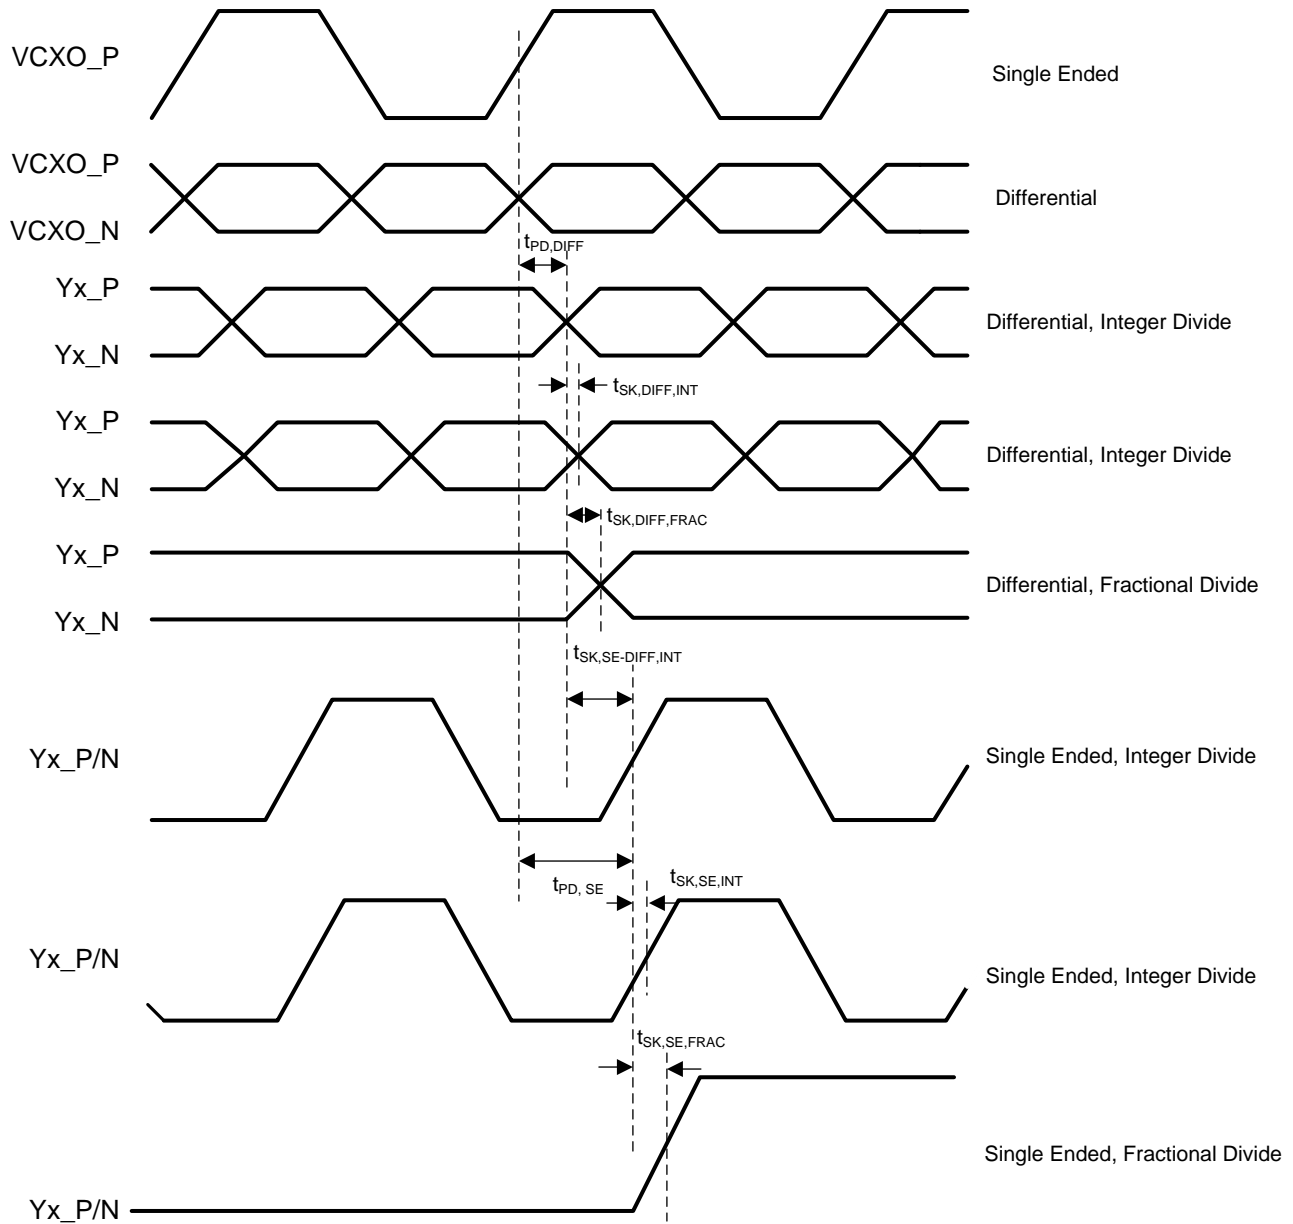 VCXO_P
Single Ended
VCXO_P
VCXO_N
Differential
tPD,DIFF
Yx_P
Yx_N
Differential, Integer Divide
tSK,DIFF,INT
Yx_P
Yx_N
Differential, Integer Divide
tSK,DIFF,FRAC
Yx_P
Yx_N
Differential, Fractional Divide
tSK,SE-DIFF,INT
Yx_P/N
Single Ended, Integer Divide
tPD, SE
tSK,SE,INT
Yx_P/N
Single Ended, Integer Divide
tSK,SE,FRAC
Single Ended, Fractional Divide
Yx_P/N